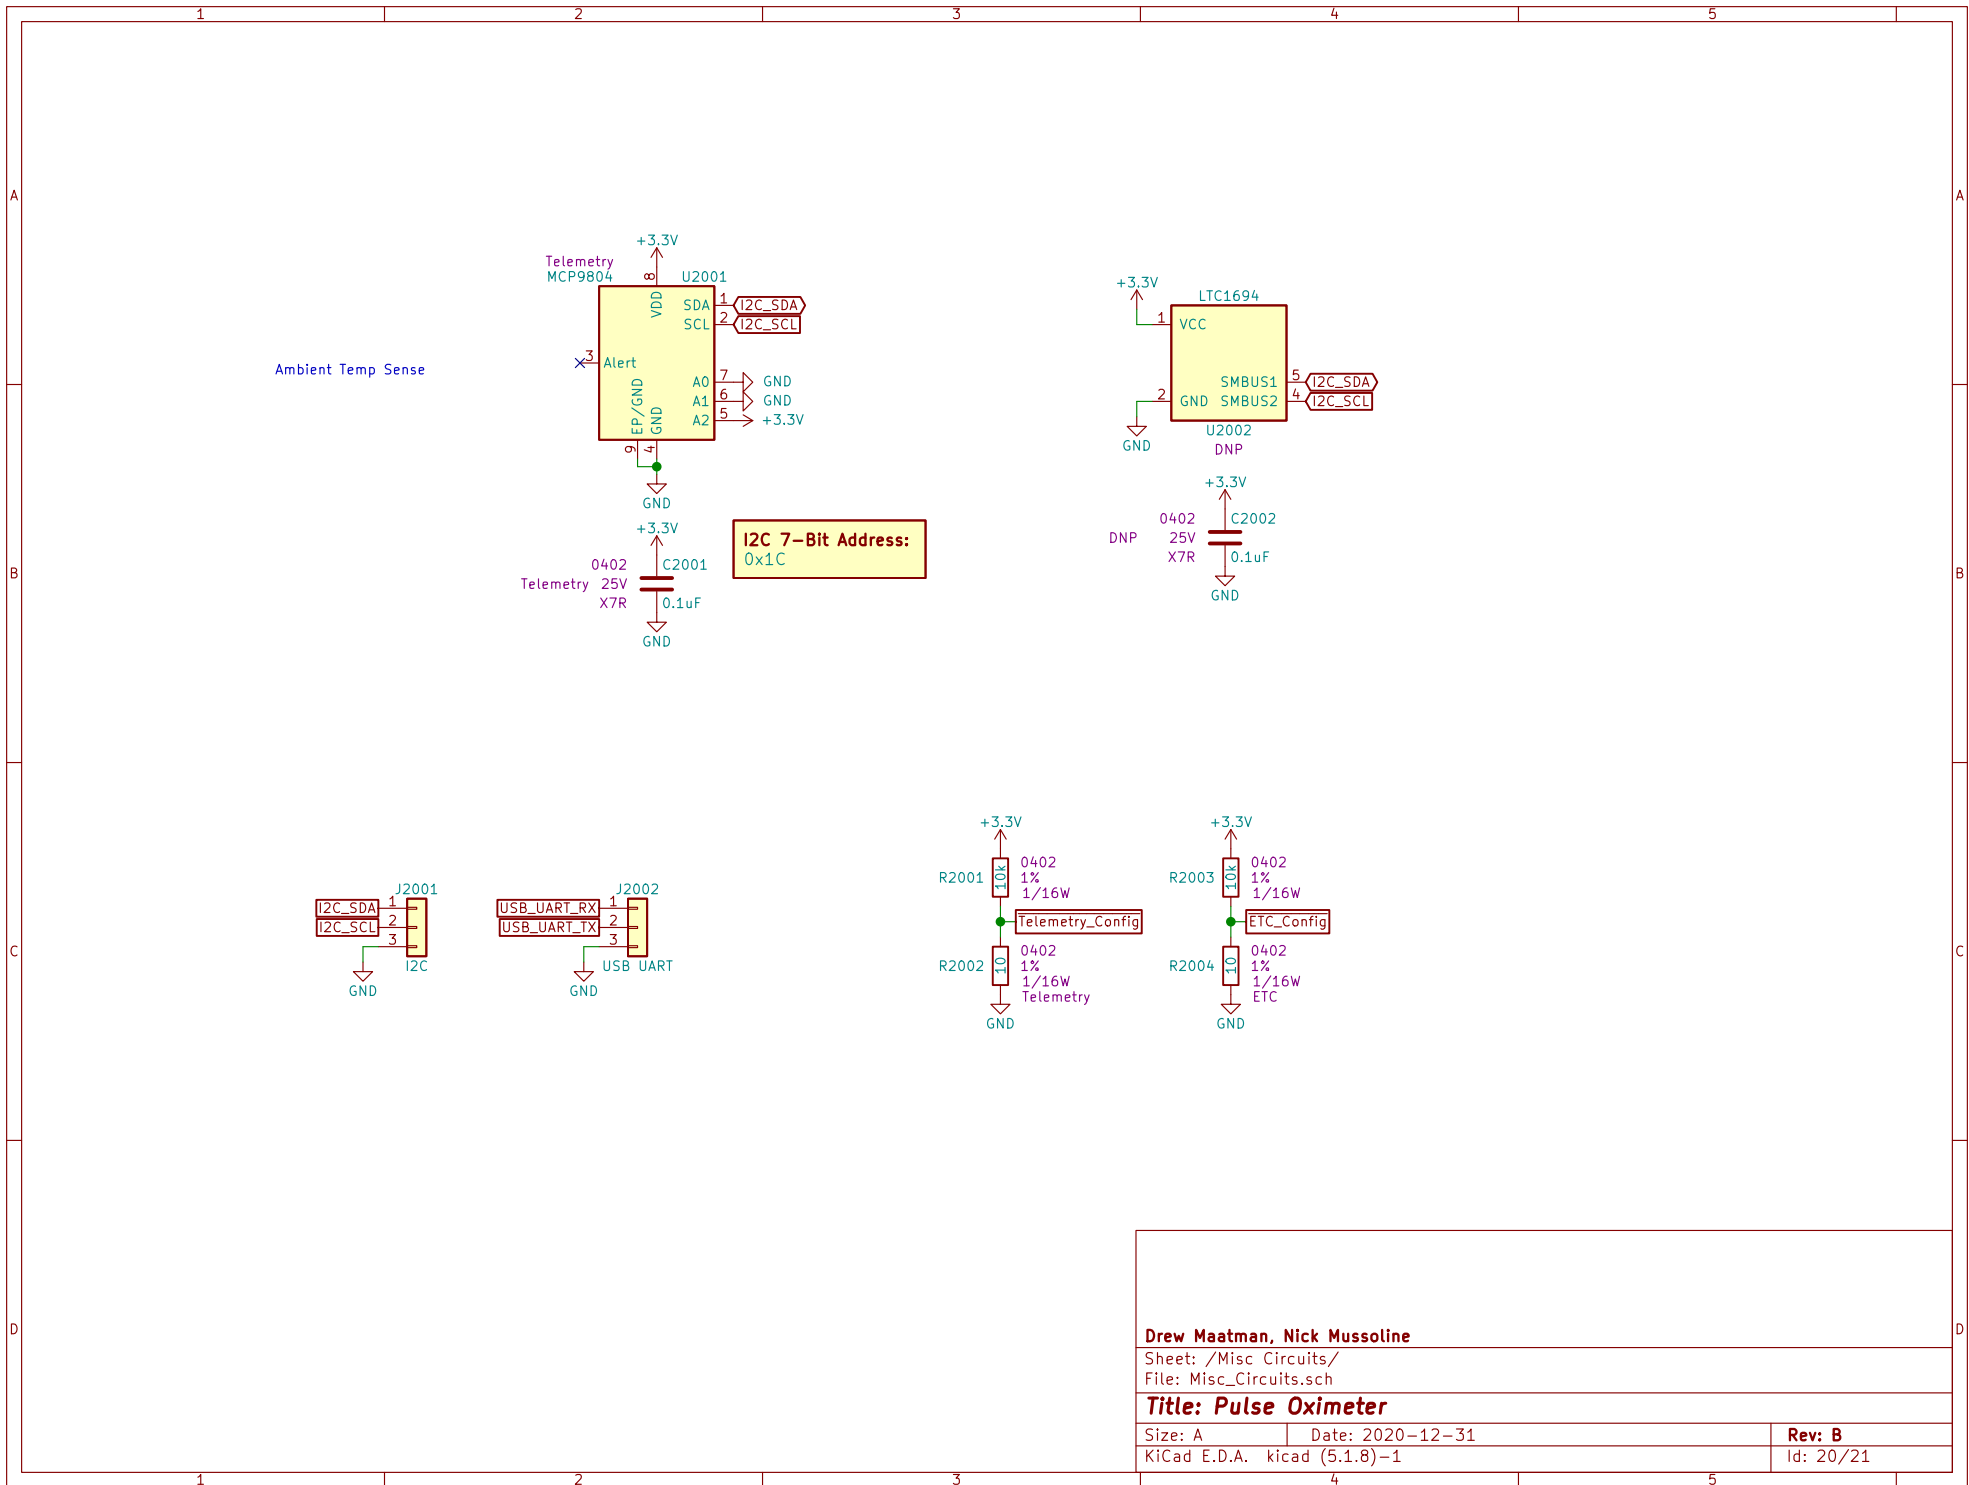 1 2 3 4 5
A A
B B
C C
D D
+3.3V
Telemetry
MCP9804
U2001
8
VDD
SDA 1 I2C_SDA
SCL 2 I2C_SCL
3 Alert
A0 7 GND
A1 6 GND
A2 5 +3.3V
EP/GND
GND
9
4
GND
Ambient Temp Sense
+3.3V
0402 C2001
Telemetry 25V
X7R 0.1uF
GND
I2C 7-Bit Address:
0x1C
+3.3V
LTC1694
1 VCC
SMBUS1 5 I2C_SDA
2 GND SMBUS2 4 I2C_SCL
U2002
GND
DNP
+3.3V
0402 C2002
DNP 25V
X7R 0.1uF
GND
J2001
I2C_SDA 1
I2C_SCL 2
3
I2C
GND
J2002
USB_UART_RX 1
USB_UART_TX 2
3
USB UART
GND
+3.3V
0402
R2001 10k 1%
1/16W
Telemetry_Config
0402
R2002 10 1%
1/16W
Telemetry
GND
+3.3V
0402
R2003 10k 1%
1/16W
ETC_Config
0402
R2004 10 1%
1/16W
ETC
GND
Drew Maatman, Nick Mussoline
Sheet: /Misc Circuits/
File: Misc_Circuits.sch
Title: Pulse Oximeter
Size: A Date: 2020-12-31 Rev: B
KiCad E.D.A. kicad (5.1.8)-1 Id: 20/21
1 2 3 4 5